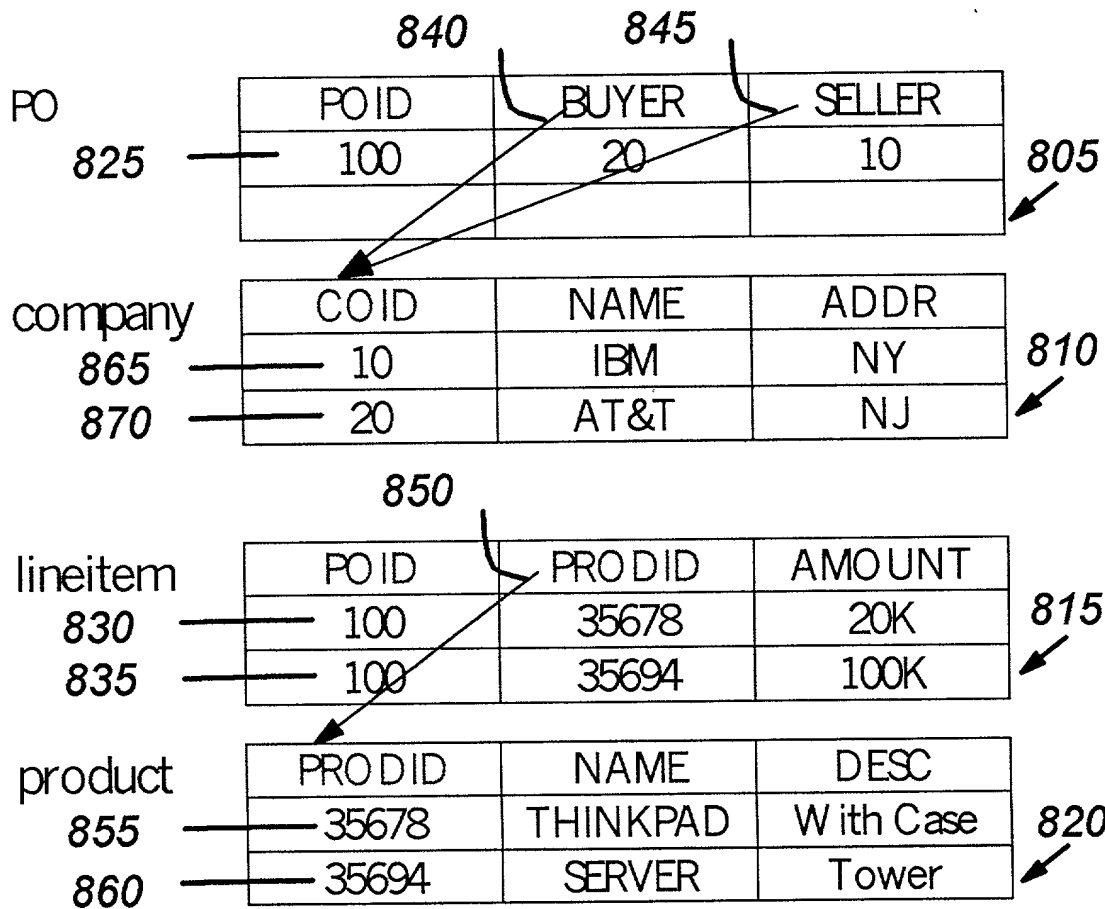 840 845
PO POID BUYER SELLER
825 100 20 10 805
company COID NAME ADDR
865 10 IBM NY 810
870 20 AT&T NJ
850
lineitem POID PRODID AMOUNT
830 100 35678 20K 815
835 100 35694 100K
product PRODID NAME DESC
855 35678 THINKPAD With Case 820
860 35694 SERVER Tower